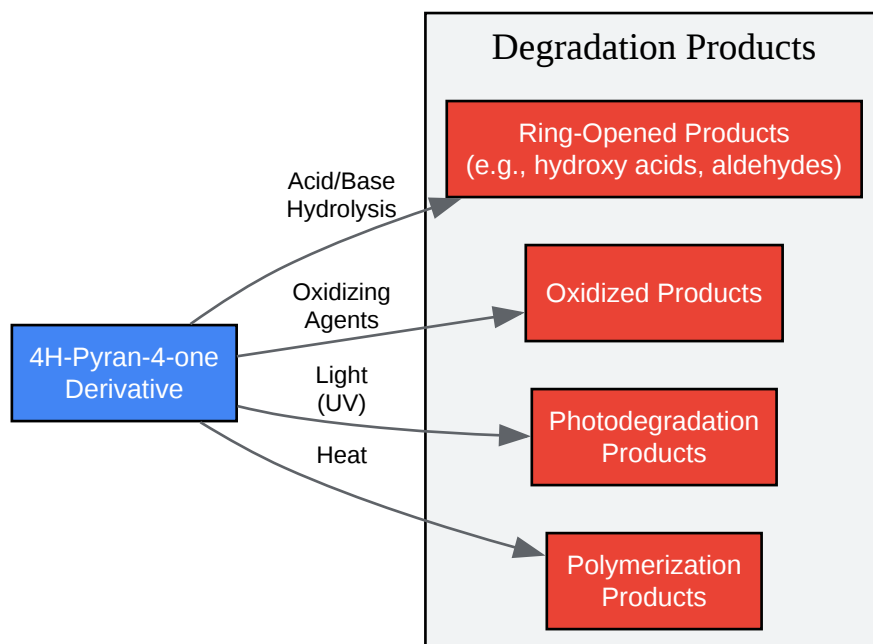 Degradation Products
Ring-Opened Products
(e.g., hydroxy acids, aldehydes)
Acid/Base
Hydrolysis
Oxidizing
Agents
Oxidized Products
4H-Pyran-4-one
Derivative
Light
(UV)
Photodegradation
Products
Heat
Polymerization
Products